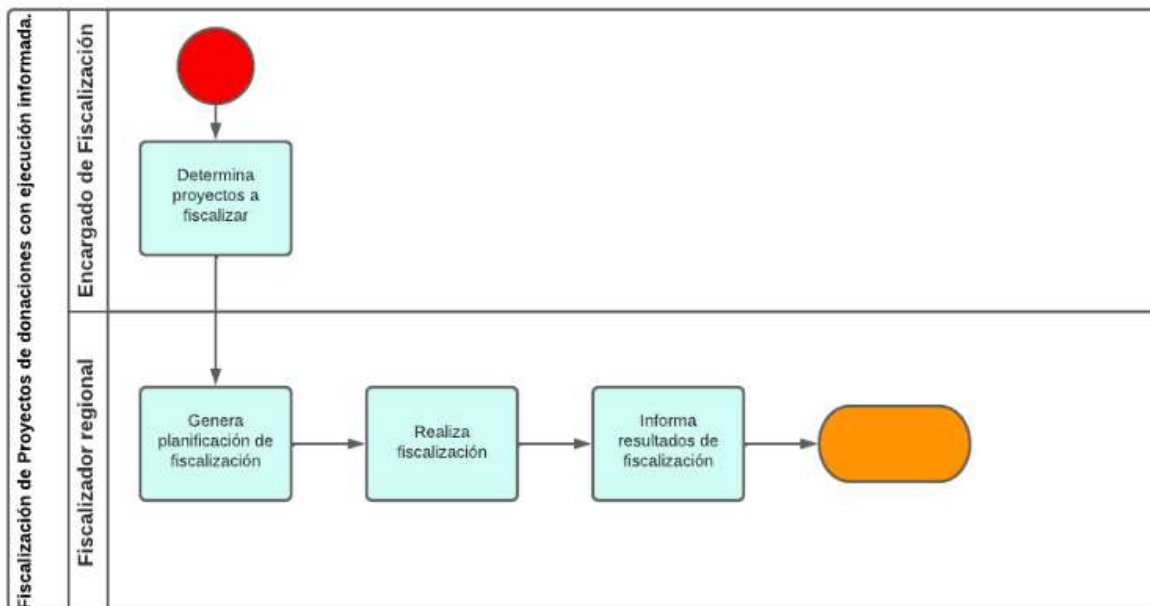 Fiscalización de Proyectos de donaciones con ejecución informada.
Encargado de Fiscalización
Determina
proyectos a
fiscalizar
Fiscalizador regional
Genera
planificación de
fiscalización
Realiza
fiscalización
Informa
resultados de
fiscalización